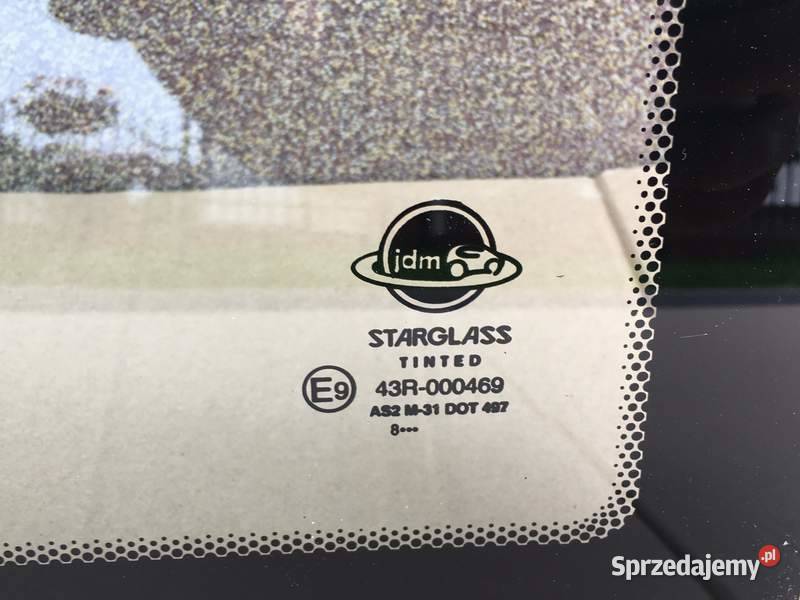 jdm
STARGLASS
TINTED
E9 43R-000469
AS2 M-31 DOT 497
8•••
Sprzedajemy.pl